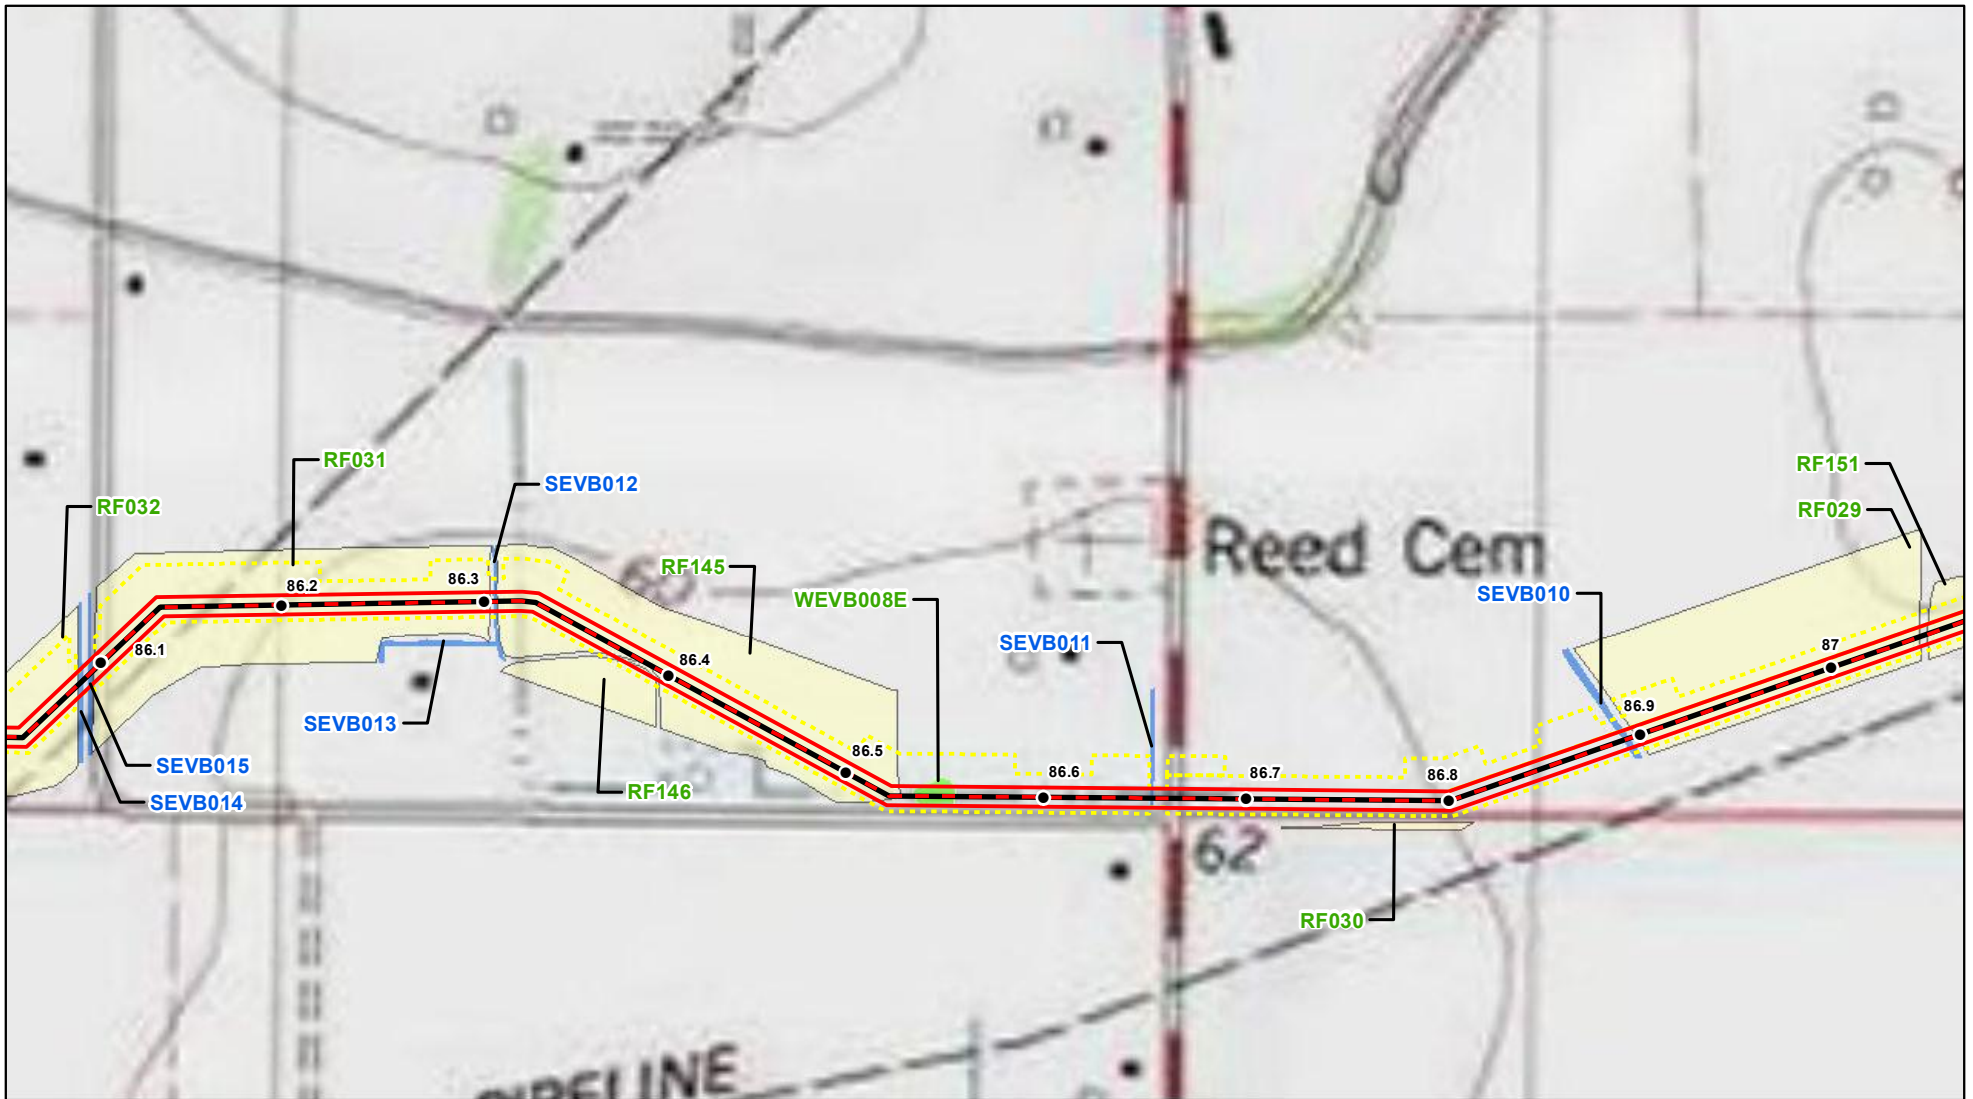 RF031
RF151
SEVB012
RF032
RF029
Reed Cem
RF145
86.3
86.2
WEVB008E
SEVB010
SEVB011
87
86.1
86.4
86.9
SEVB013
86.5
SEVB015
86.6
86.7
86.8
RF146
SEVB014
62
RF030
PIPELINE